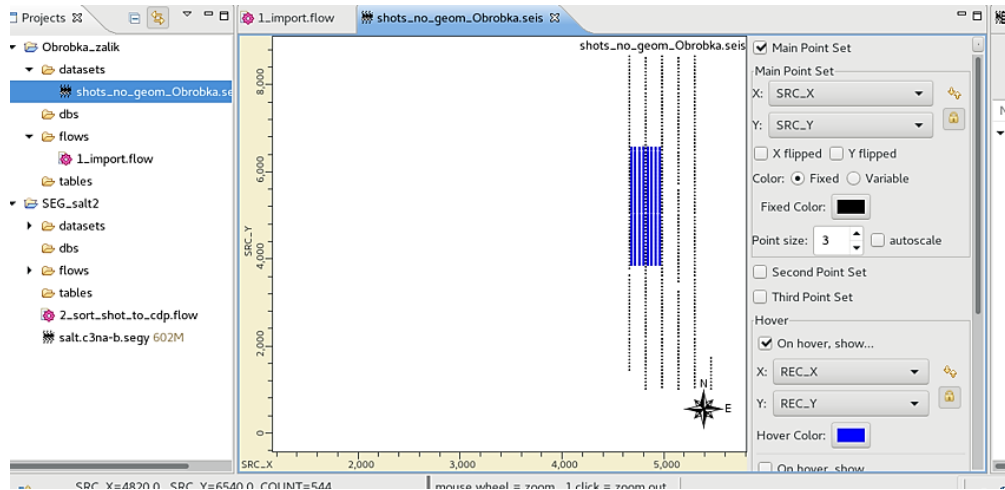 Projects
Obrobka_zalik
datasets
shots_no_geom_Obrobka.se
dbs
flows
1_import.flow
tables
SEG_salt2
datasets
dbs
flows
tables
2_sort_shot_to_cdp.flow
salt.c3na-b.segy 602M
1_import.flow
shots_no_geom_Obrobka.seis
shots_no_geom_Obrobka.seis
8,000
6,000
SRC_Y
4,000
2,000
0
SRC_X
2,000
3,000
4,000
5,000
N
E
Main Point Set
Main Point Set
X: SRC_X
Y: SRC_Y
X flipped Y flipped
Color: Fixed Variable
Fixed Color:
Point size: 3 autoscale
Second Point Set
Third Point Set
Hover
On hover, show...
X: REC_X
Y: REC_Y
Hover Color:
On hover, show
N
SRC_X=4820.0 SRC_Y=6540.0 COUNT=544
mouse wheel = zoom, 1 click = zoom out